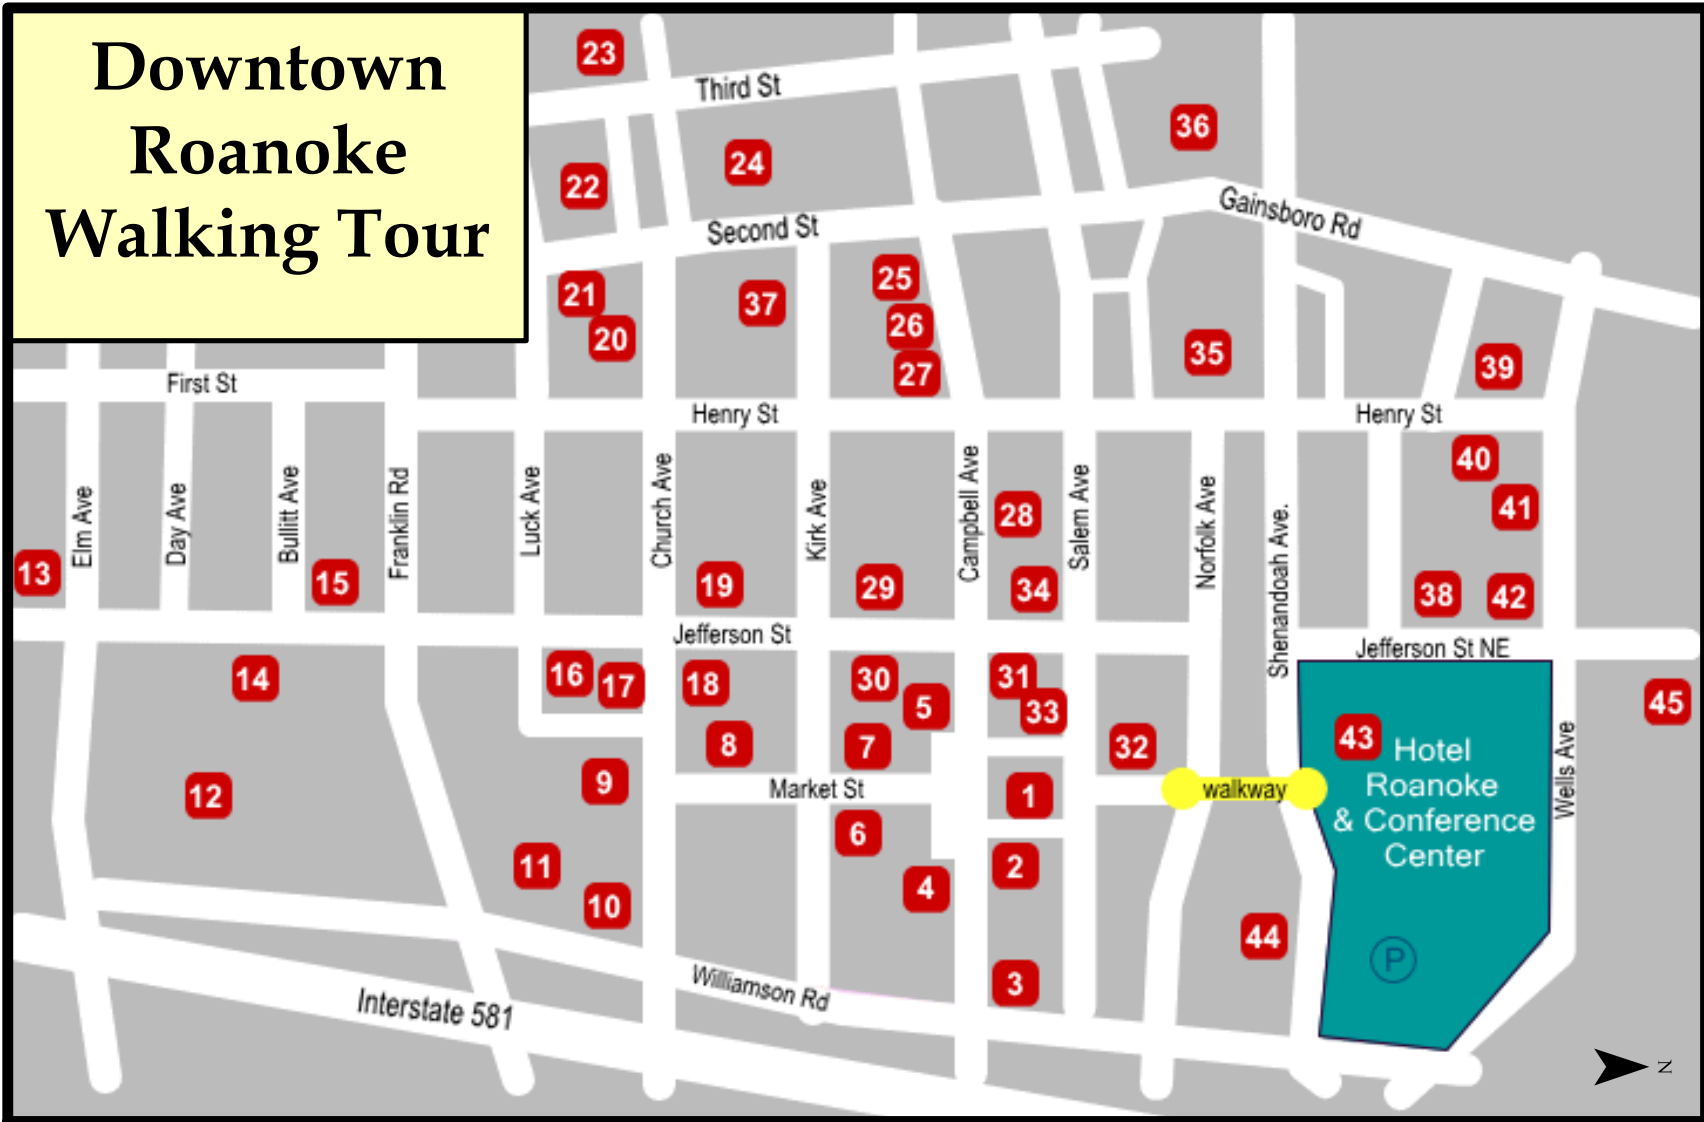 Downtown
Roanoke
Walking Tour
23
Third St
36
24
22
Gainsboro Rd
Second St
25
21
37
26
20
35
27
39
First St
Henry St
Henry St
40
41
28
Elm Ave
Day Ave
Bullitt Ave
Franklin Rd
Luck Ave
Church Ave
Kirk Ave
Campbell Ave
Salem Ave
Norfolk Ave
Shenandoah Ave.
13
15
19
29
34
38
42
Jefferson St
Jefferson St NE
14
16
17
18
30
5
31
33
45
8
7
32
43
Hotel
Roanoke
& Conference
Center
Wells Ave
12
9
Market St
1
walkway
6
11
2
4
10
44
P
3
Williamson Rd
Interstate 581
N